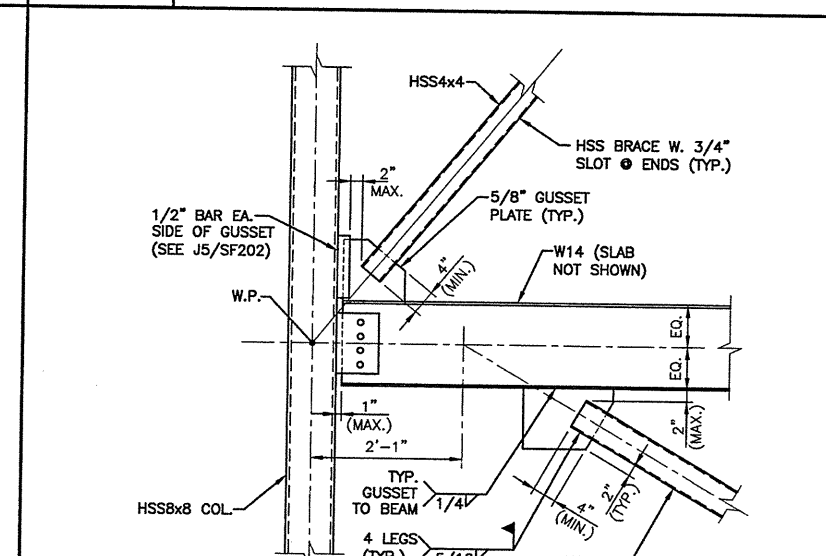 HSS4x4
HSS BRACE W. 3/4"
SLOT @ ENDS (TYP.)
2"
MAX.
5/8" GUSSET
PLATE (TYP.)
1/2" BAR EA.
SIDE OF GUSSET
(SEE J5/SF202)
W14 (SLAB
NOT SHOWN)
4"
(MIN.)
W.P.
EQ.
EQ.
1"
(MAX.)
2'-1"
2"
(MAX.)
TYP.
GUSSET
TO BEAM
1/4
HSS8x8 COL.
4"
(MIN.)
2"
(TYP.)
4 LEGS
(TYP.)
5/16